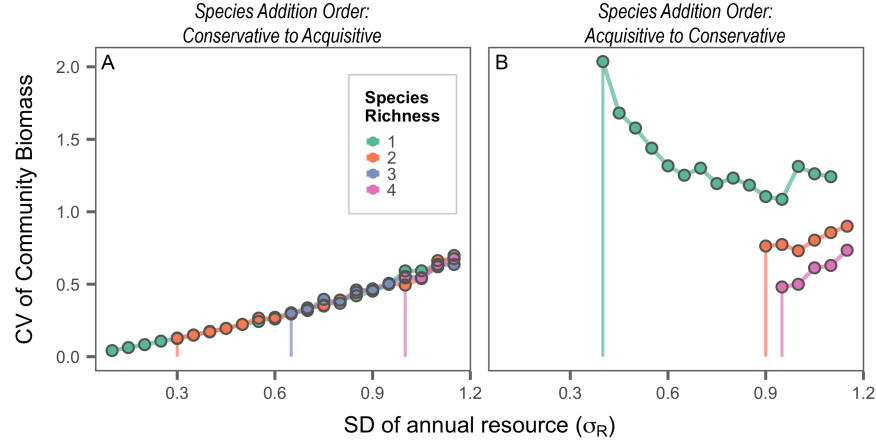 Species Addition Order:
Conservative to Acquisitive
Species Addition Order:
Acquisitive to Conservative
A
B
CV of Community Biomass
2.0
1.5
1.0
0.5
0.0
Species
Richness
1
2
3
4
0.3
0.6
0.9
1.2
0.3
0.6
0.9
1.2
SD of annual resource (σR)